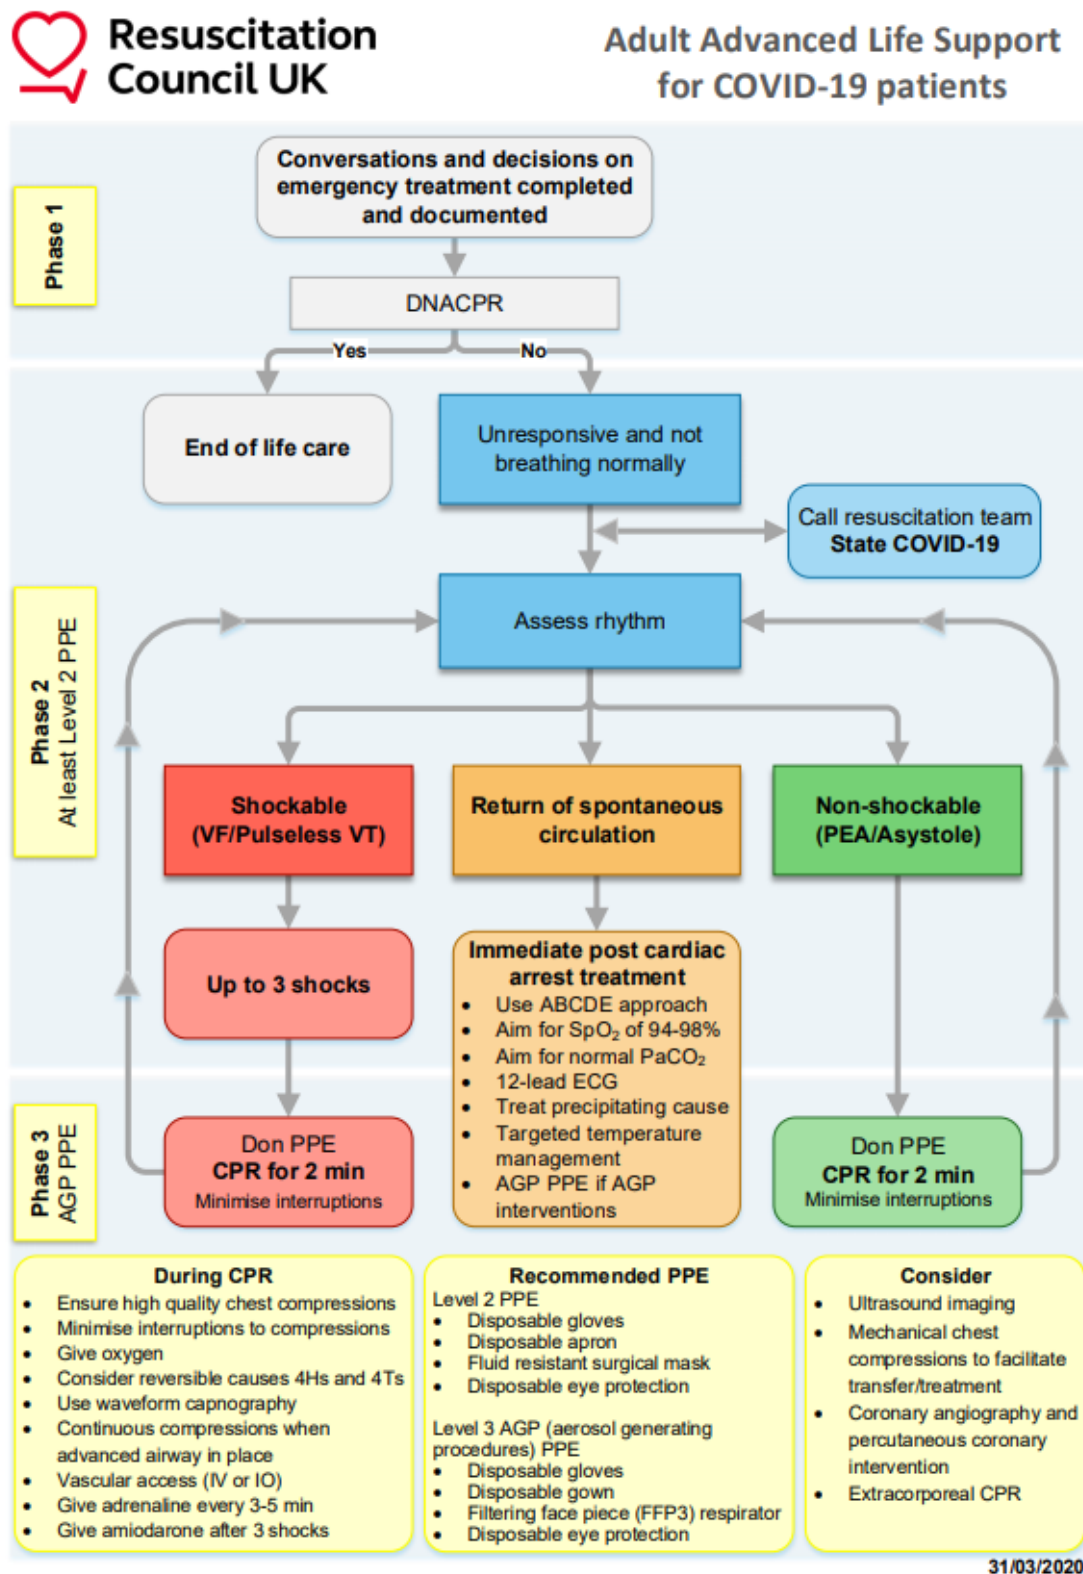 Resuscitation
Council UK
Adult Advanced Life Support
for COVID-19 patients
Phase 1
Conversations and decisions on
emergency treatment completed
and documented
DNACPR
Yes
No
Phase 2
At least Level 2 PPE
End of life care
Unresponsive and not
breathing normally
Call resuscitation team
State COVID-19
Assess rhythm
Shockable
(VF/Pulseless VT)
Return of spontaneous
circulation
Non-shockable
(PEA/Asystole)
Up to 3 shocks
Immediate post cardiac
arrest treatment
• Use ABCDE approach
• Aim for SpO₂ of 94-98%
• Aim for normal PaCO₂
• 12-lead ECG
• Treat precipitating cause
• Targeted temperature
management
• AGP PPE if AGP
interventions
Phase 3
AGP PPE
Don PPE
CPR for 2 min
Minimise interruptions
Don PPE
CPR for 2 min
Minimise interruptions
During CPR
• Ensure high quality chest compressions
• Minimise interruptions to compressions
• Give oxygen
• Consider reversible causes 4Hs and 4Ts
• Use waveform capnography
• Continuous compressions when
advanced airway in place
• Vascular access (IV or IO)
• Give adrenaline every 3-5 min
• Give amiodarone after 3 shocks
Recommended PPE
Level 2 PPE
• Disposable gloves
• Disposable apron
• Fluid resistant surgical mask
• Disposable eye protection
Level 3 AGP (aerosol generating
procedures) PPE
• Disposable gloves
• Disposable gown
• Filtering face piece (FFP3) respirator
• Disposable eye protection
Consider
• Ultrasound imaging
• Mechanical chest
compressions to facilitate
transfer/treatment
• Coronary angiography and
percutaneous coronary
intervention
• Extracorporeal CPR
31/03/2020